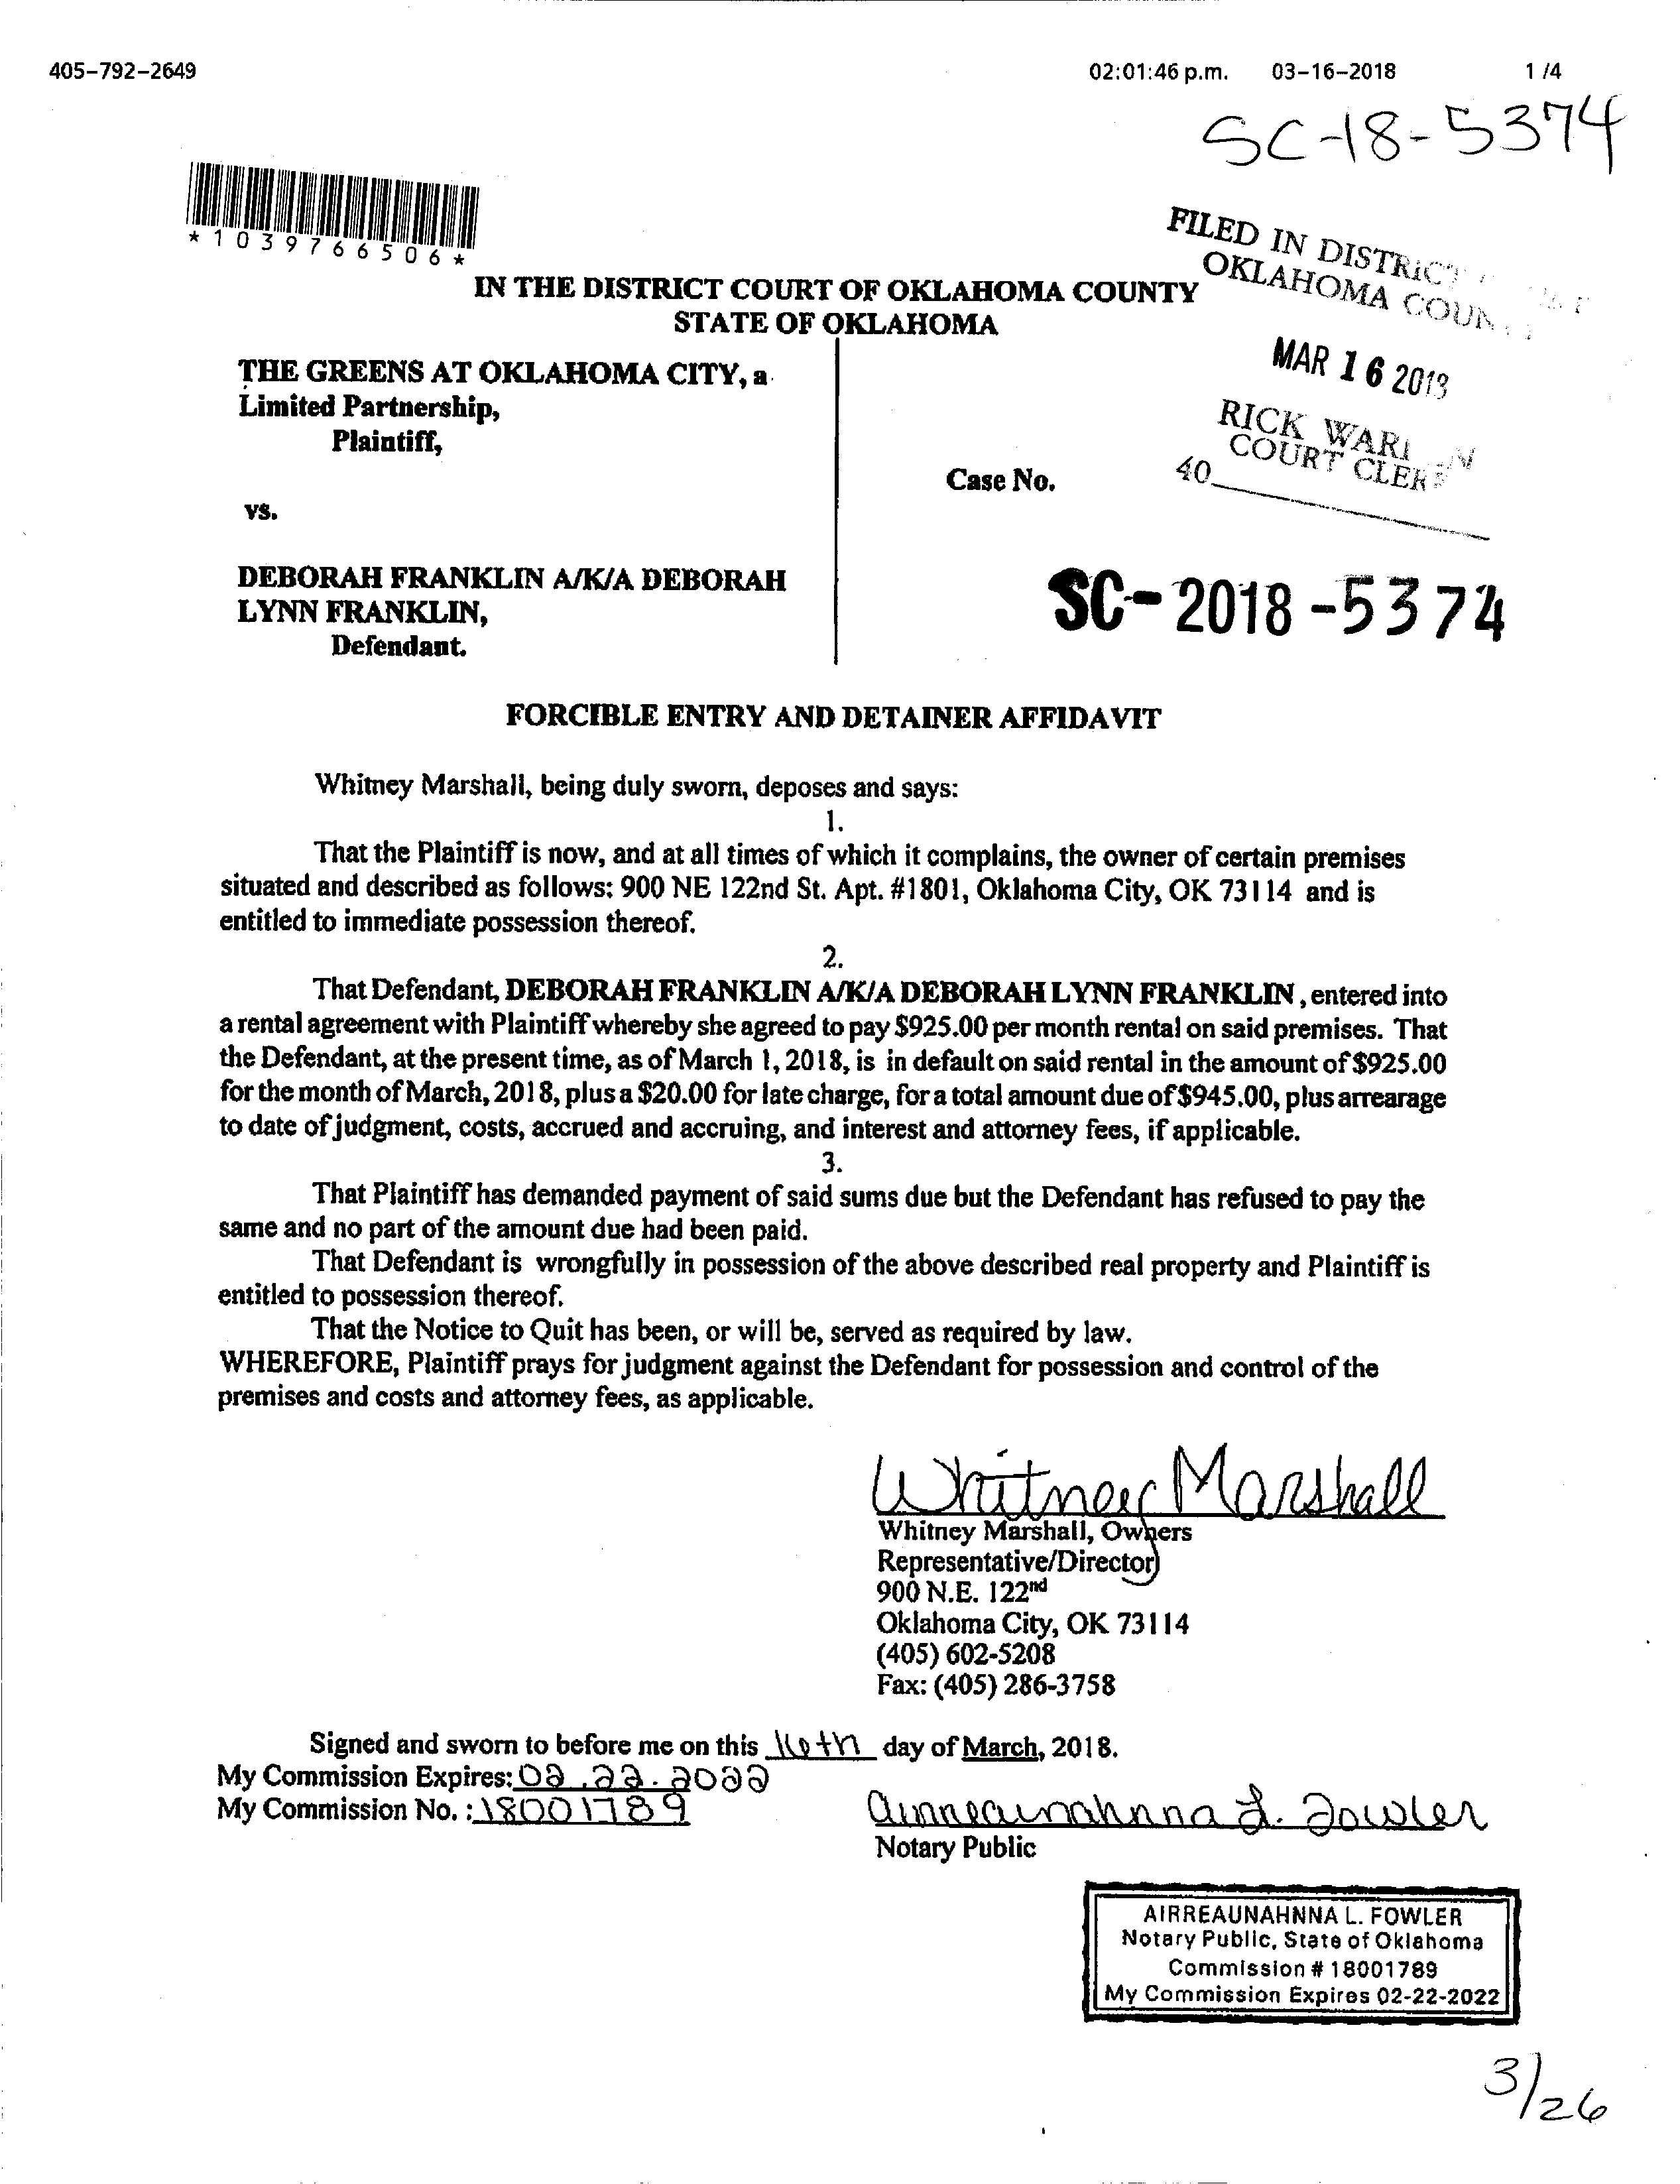 405-792-2649 02:01:46 p.m. 03-16-2018 1 /4
SC-18-5374
*1039766506*
FILED IN DISTRICT
OKLAHOMA COUN
IN THE DISTRICT COURT OF OKLAHOMA COUNTY
STATE OF OKLAHOMA
MAR 16 2018
THE GREENS AT OKLAHOMA CITY, a
Limited Partnership,
Plaintiff,
RICK WAR
COURT CLERK
40
Case No.
vs.
DEBORAH FRANKLIN A/K/A DEBORAH
LYNN FRANKLIN,
Defendant.
SC-2018-5374
FORCIBLE ENTRY AND DETAINER AFFIDAVIT
Whitney Marshall, being duly sworn, deposes and says:
1.
That the Plaintiff is now, and at all times of which it complains, the owner of certain premises
situated and described as follows: 900 NE 122nd St. Apt. #1801, Oklahoma City, OK 73114 and is
entitled to immediate possession thereof.
2.
That Defendant, DEBORAH FRANKLIN A/K/A DEBORAH LYNN FRANKLIN , entered into
a rental agreement with Plaintiff whereby she agreed to pay $925.00 per month rental on said premises. That
the Defendant, at the present time, as of March 1, 2018, is in default on said rental in the amount of $925.00
for the month of March, 2018, plus a $20.00 for late charge, for a total amount due of $945.00, plus arrearage
to date of judgment, costs, accrued and accruing, and interest and attorney fees, if applicable.
3.
That Plaintiff has demanded payment of said sums due but the Defendant has refused to pay the
same and no part of the amount due had been paid.
That Defendant is wrongfully in possession of the above described real property and Plaintiff is
entitled to possession thereof.
That the Notice to Quit has been, or will be, served as required by law.
WHEREFORE, Plaintiff prays for judgment against the Defendant for possession and control of the
premises and costs and attorney fees, as applicable.
Whitney Marshall
Whitney Marshall, Owners
Representative/Director
900 N.E. 122nd
Oklahoma City, OK 73114
(405) 602-5208
Fax: (405) 286-3758
Signed and sworn to before me on this 16th day of March, 2018.
My Commission Expires: 02.22.2022
My Commission No. : 18001789
Airreaunahnna L. Fowler
Notary Public
AIRREAUNAHNNA L. FOWLER
Notary Public, State of Oklahoma
Commission # 18001789
My Commission Expires 02-22-2022
3/26